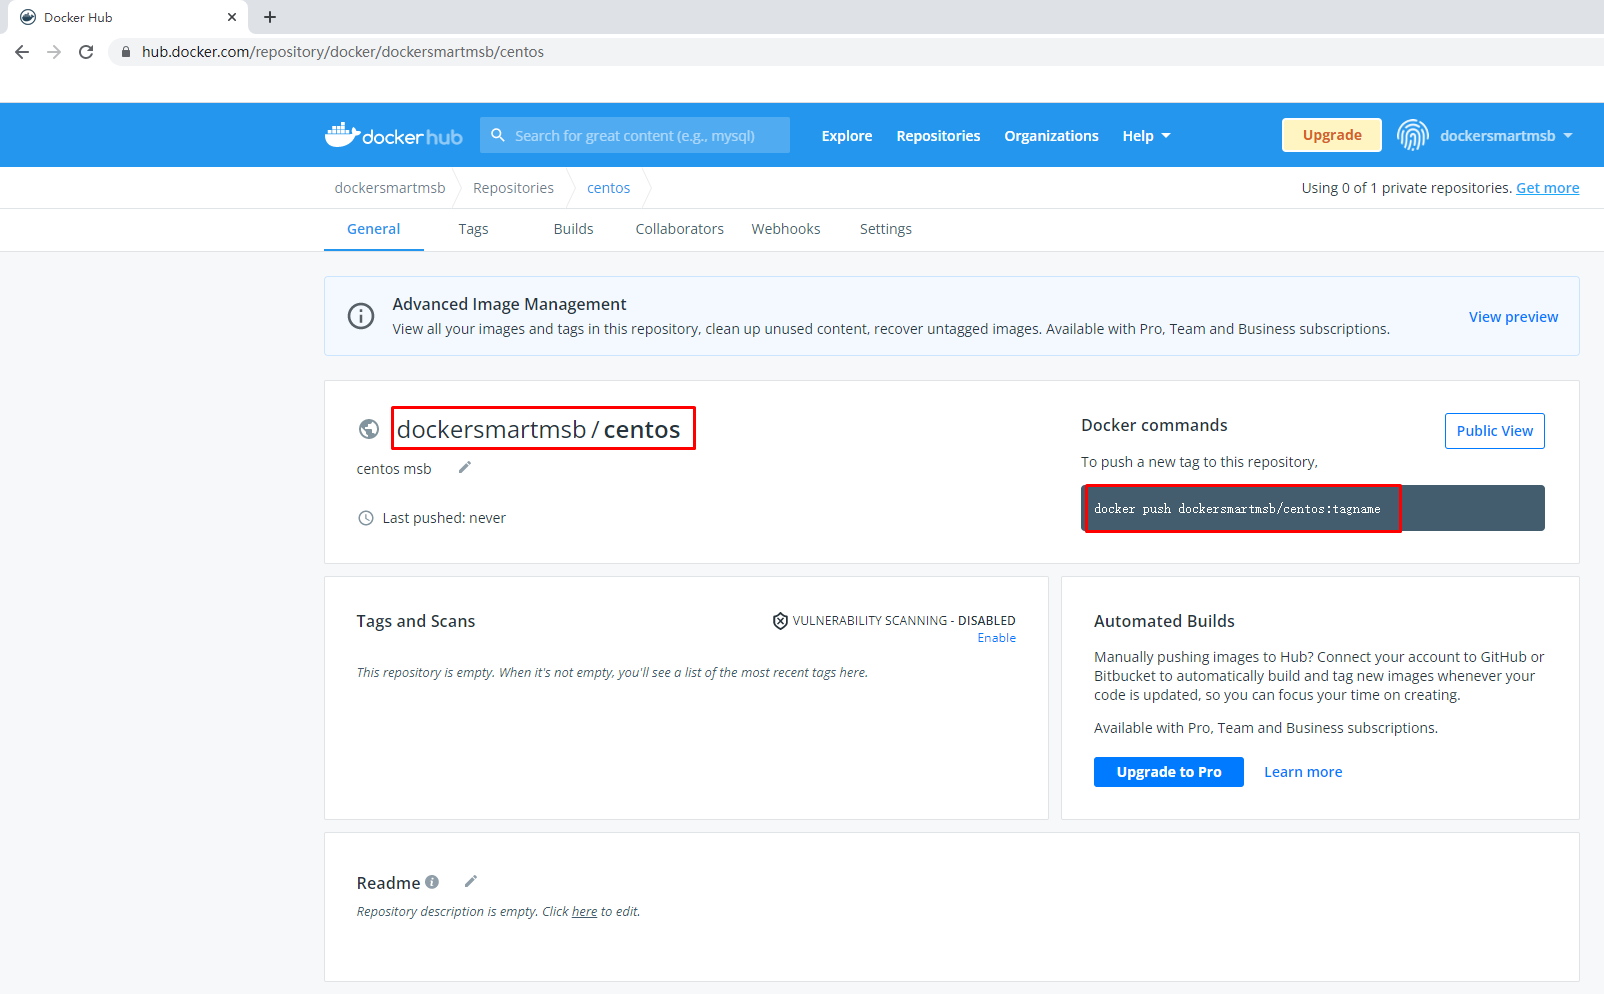 Docker Hub
hub.docker.com/repository/docker/dockersmartmsb/centos
dockerhub
Search for great content (e.g., mysql)
Explore
Repositories
Organizations
Help
Upgrade
dockersmartmsb
dockersmartmsb
Repositories
centos
Using 0 of 1 private repositories. Get more
General
Tags
Builds
Collaborators
Webhooks
Settings
Advanced Image Management
View all your images and tags in this repository, clean up unused content, recover untagged images. Available with Pro, Team and Business subscriptions.
View preview
dockersmartmsb / centos
centos msb
Last pushed: never
Docker commands
Public View
To push a new tag to this repository,
docker push dockersmartmsb/centos:tagname
Tags and Scans
VULNERABILITY SCANNING - DISABLED
Enable
This repository is empty. When it's not empty, you'll see a list of the most recent tags here.
Automated Builds
Manually pushing images to Hub? Connect your account to GitHub or
Bitbucket to automatically build and tag new images whenever your
code is updated, so you can focus your time on creating.
Available with Pro, Team and Business subscriptions.
Upgrade to Pro
Learn more
Readme
Repository description is empty. Click here to edit.